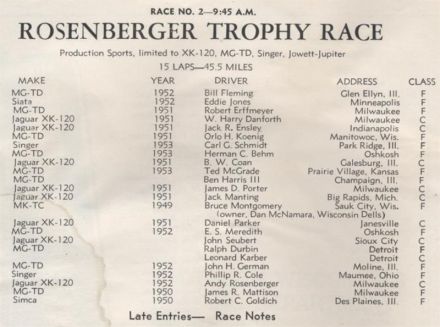 RACE NO. 2—9:45 A.M.
ROSENBERGER TROPHY RACE
Production Sports, limited to XK-120, MG-TD, Singer, Jowett-Jupiter
15 LAPS—45.5 MILES
MAKE YEAR DRIVER ADDRESS CLASS
MG-TD 1952 Bill Fleming Glen Ellyn, Ill. F
Siata 1952 Eddie Jones Minneapolis F
MG-TD 1951 Robert Erffmeyer Milwaukee F
Jaguar XK-120 1951 W. Harry Danforth Milwaukee C
Jaguar XK-120 1951 Jack R. Ensley Indianapolis C
MG-TD 1951 Orlo H. Koenig Manitowoc, Wis. F
Singer 1953 Carl G. Schmidt Park Ridge, Ill. F
MG-TD 1953 Herman C. Behm Oshkosh F
Jaguar XK-120 1951 B. W. Coan Galesburg, Ill. C
MG-TD 1953 Ted McGrade Prairie Village, Kansas F
MG-TD Ben Harris III Champaign, Ill. F
Jaguar XK-120 1951 James D. Porter Milwaukee C
Jaguar XK-120 1951 Jack Manting Big Rapids, Mich. C
MK-TC 1949 Bruce Montgomery Sauk City, Wis. F
(owner, Dan McNamara, Wisconsin Dells)
Jaguar XK-120 1951 Daniel Parker Janesville C
MG-TD 1952 E. S. Meredith Oshkosh F
Jaguar XK-120 John Seubert Sioux City C
MG-TD Ralph Durbin Detroit F
Leonard Karber Detroit C
MG-TD 1952 John H. German Moline, Ill. F
Singer 1952 Phillip R. Cole Maumee, Ohio F
Jaguar XK-120 1952 Andy Rosenberger Milwaukee C
MG-TD 1950 James R. Mattison Milwaukee F
Simca 1950 Robert C. Goldich Des Plaines, Ill. F
Late Entries— Race Notes